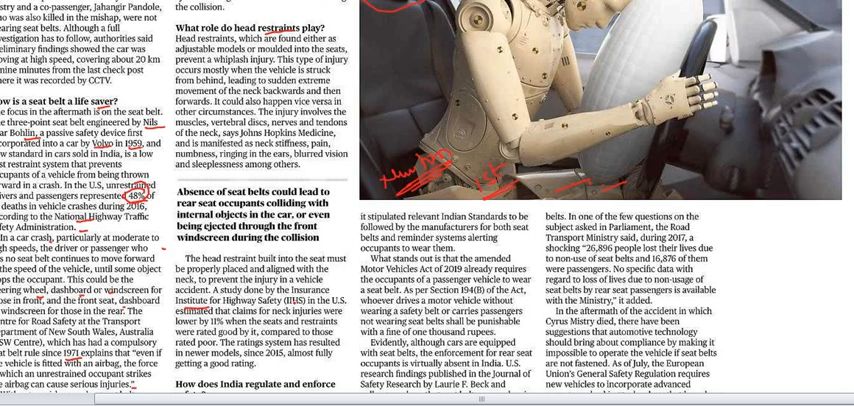 stry and a co-passenger, Jahangir Pandole,
ho was also killed in the mishap, were not
earing seat belts. Although a full
vestigation has to follow, authorities said
eliminary findings showed the car was
oving at high speed, covering about 20 km
nine minutes from the last check post
here it was recorded by CCTV.
ow is a seat belt a life saver?
e focus in the aftermath is on the seat belt.
e three-point seat belt engineered by Nils
ar Bohlin, a passive safety device first
corporated into a car by Volvo in 1959, and
w standard in cars sold in India, is a low
st restraint system that prevents
cupants of a vehicle from being thrown
rward in a crash. In the U.S, unrestrained
ivers and passengers represented 48%
deaths in vehicle crashes during 2016,
cording to the National Highway Traffic
fety Administration.
In a car crash, particularly at moderate to
gh speeds, the driver or passenger who
s no seat belt continues to move forward
the speed of the vehicle, until some object
ops the occupant. This could be the
eering wheel, dashboard or windscreen for
ose in front, and the front seat, dashboard
windscreen for those in the rear. The
ntre for Road Safety at the Transport
epartment of New South Wales, Australia
SW Centre), which has had a compulsory
at belt rule since 1971 explains that “even if
e vehicle is fitted with an airbag, the force
which an unrestrained occupant strikes
e airbag can cause serious injuries.”
the collision.
What role do head restraints play?
Head restraints, which are found either as
adjustable models or moulded into the seats,
prevent a whiplash injury. This type of injury
occurs mostly when the vehicle is struck
from behind, leading to sudden extreme
movement of the neck backwards and then
forwards. It could also happen vice versa in
other circumstances. The injury involves the
muscles, vertebral discs, nerves and tendons
of the neck, says Johns Hopkins Medicine,
and is manifested as neck stiffness, pain,
numbness, ringing in the ears, blurred vision
and sleeplessness among others.
Absence of seat belts could lead to
rear seat occupants colliding with
internal objects in the car, or even
being ejected through the front
windscreen during the collision
The head restraint built into the seat must
be properly placed and aligned with the
neck, to prevent the injury in a vehicle
accident. A study done by the Insurance
Institute for Highway Safety (IIHS) in the U.S.
estimated that claims for neck injuries were
lower by 11% when the seats and restraints
were rated good by it, compared to those
rated poor. The ratings system has resulted
in newer models, since 2015, almost fully
getting a good rating.
How does India regulate and enforce
1st
it stipulated relevant Indian Standards to be
followed by the manufacturers for both seat
belts and reminder systems alerting
occupants to wear them.
What stands out is that the amended
Motor Vehicles Act of 2019 already requires
the occupants of a passenger vehicle to wear
a seat belt. As per Section 194(B) of the Act,
whoever drives a motor vehicle without
wearing a safety belt or carries passengers
not wearing seat belts shall be punishable
with a fine of one thousand rupees.
Evidently, although cars are equipped
with seat belts, the enforcement for rear seat
occupants is virtually absent in India. U.S.
research findings published in the Journal of
Safety Research by Laurie F. Beck and
belts. In one of the few questions on the
subject asked in Parliament, the Road
Transport Ministry said, during 2017, a
shocking “26,896 people lost their lives due
to non-use of seat belts and 16,876 of them
were passengers. No specific data with
regard to loss of lives due to non-usage of
seat belts by rear seat passengers is available
with the Ministry,” it added.
In the aftermath of the accident in which
Cyrus Mistry died, there have been
suggestions that automotive technology
should bring about compliance by making it
impossible to operate the vehicle if seat belts
are not fastened. As of July, the European
Union’s General Safety Regulation requires
new vehicles to incorporate advanced